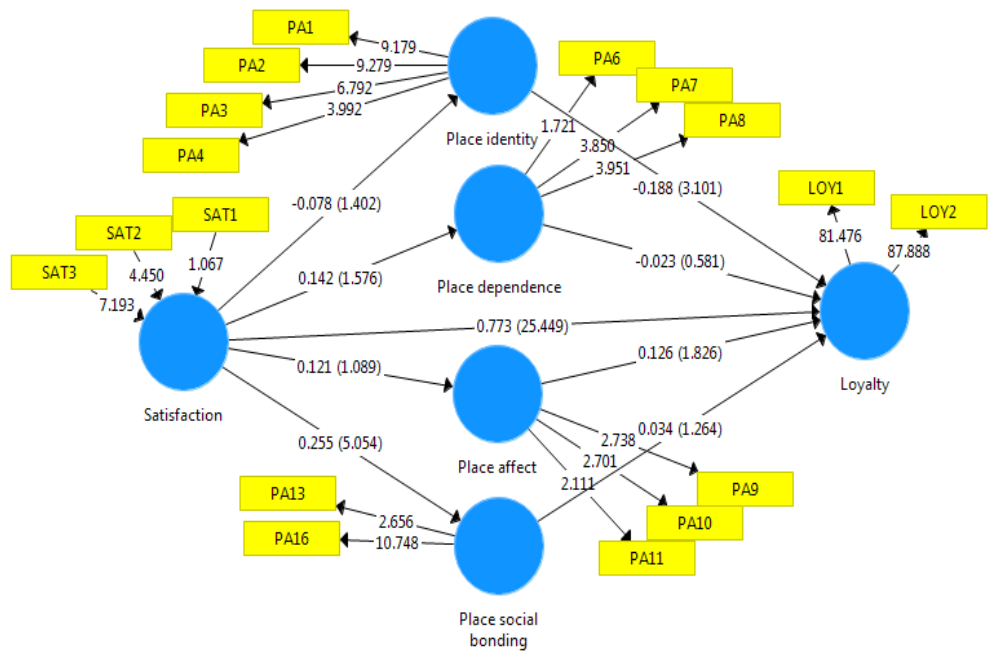 PA1
9.179
PA2
9.279
PA3
6.792
PA4
3.992
Place identity
PA6
PA7
PA8
1.721
3.850
3.951
-0.078 (1.402)
-0.188 (3.101)
LOY1
LOY2
81.476
87.888
SAT1
SAT2
SAT3
1.067
4.450
7.193
0.142 (1.576)
Place dependence
-0.023 (0.581)
0.773 (25.449)
0.121 (1.089)
0.126 (1.826)
Loyalty
Satisfaction
0.255 (5.054)
0.034 (1.264)
Place affect
2.738
2.701
2.111
PA9
PA10
PA11
PA13
2.656
PA16
10.748
Place social
bonding